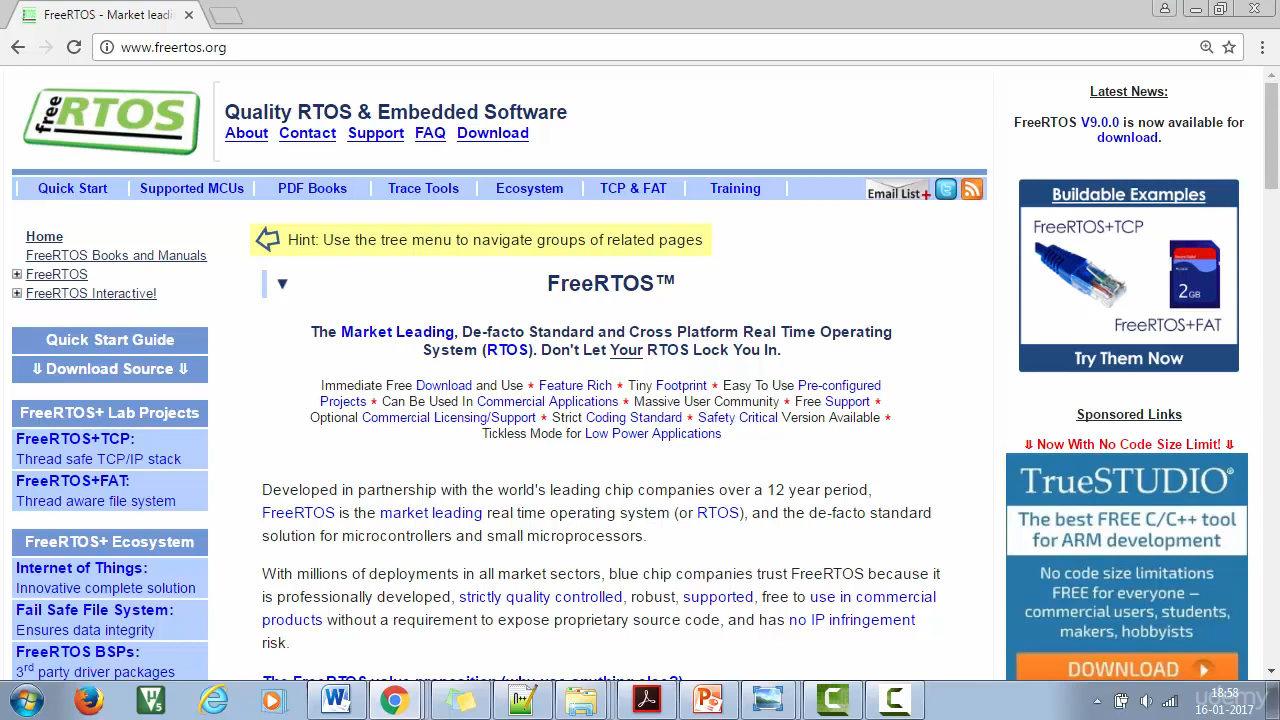 FreeRTOS - Market leadi
www.freertos.org
free RTOS
Quality RTOS & Embedded Software
About Contact Support FAQ Download
Quick Start Supported MCUs PDF Books Trace Tools Ecosystem TCP & FAT Training Email List+
Home
FreeRTOS Books and Manuals
FreeRTOS
FreeRTOS Interactive!
Quick Start Guide
⇓ Download Source ⇓
FreeRTOS+ Lab Projects
FreeRTOS+TCP:
Thread safe TCP/IP stack
FreeRTOS+FAT:
Thread aware file system
FreeRTOS+ Ecosystem
Internet of Things:
Innovative complete solution
Fail Safe File System:
Ensures data integrity
FreeRTOS BSPs:
3rd party driver packages
Hint: Use the tree menu to navigate groups of related pages
FreeRTOS™
The Market Leading, De-facto Standard and Cross Platform Real Time Operating
System (RTOS). Don't Let Your RTOS Lock You In.
Immediate Free Download and Use * Feature Rich * Tiny Footprint * Easy To Use Pre-configured
Projects * Can Be Used In Commercial Applications * Massive User Community * Free Support *
Optional Commercial Licensing/Support * Strict Coding Standard * Safety Critical Version Available *
Tickless Mode for Low Power Applications
Developed in partnership with the world's leading chip companies over a 12 year period,
FreeRTOS is the market leading real time operating system (or RTOS), and the de-facto standard
solution for microcontrollers and small microprocessors.
With millions of deployments in all market sectors, blue chip companies trust FreeRTOS because it
is professionally developed, strictly quality controlled, robust, supported, free to use in commercial
products without a requirement to expose proprietary source code, and has no IP infringement
risk.
The FreeRTOS value proposition (why use anything else?)
Latest News:
FreeRTOS V9.0.0 is now available for
download.
Buildable Examples
FreeRTOS+TCP
2GB
FreeRTOS+FAT
Try Them Now
Sponsored Links
⇓ Now With No Code Size Limit! ⇓
TrueSTUDIO®
The best FREE C/C++ tool
for ARM development
No code size limitations
FREE for everyone –
commercial users, students,
makers, hobbyists
DOWNLOAD
18:58
16-01-2017
udemy